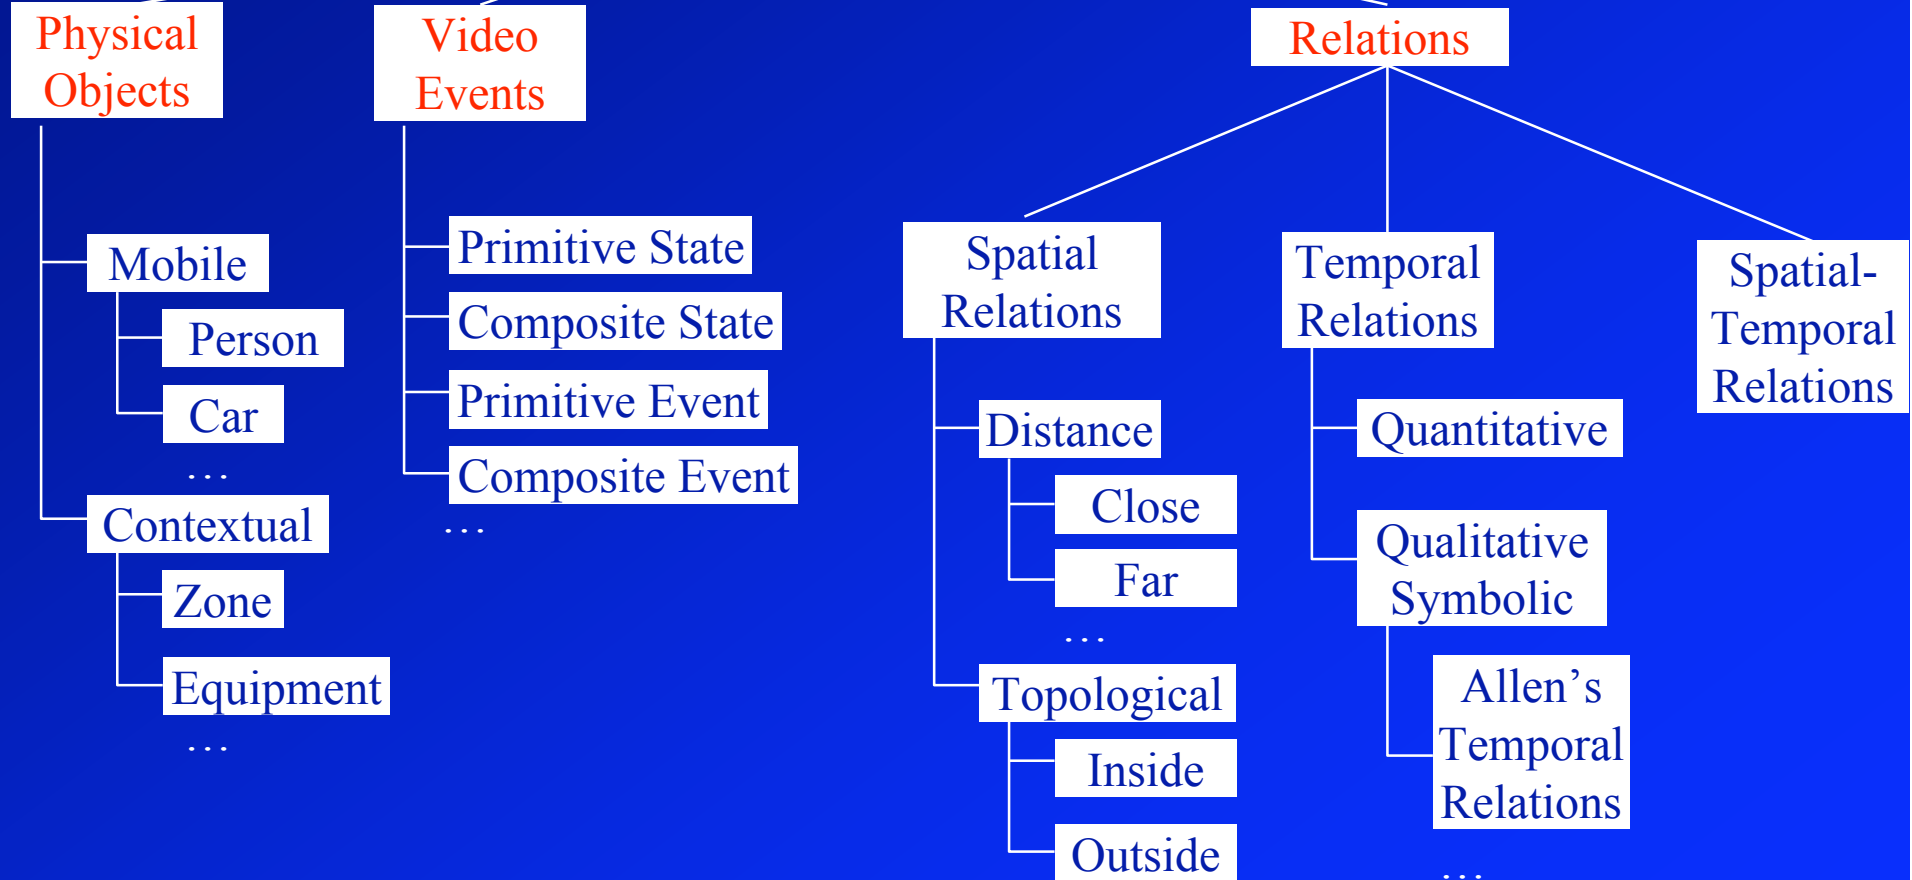 Physical
Objects
Mobile
Person
Car
...
Contextual
Zone
Equipment
...
Video
Events
Primitive State
Composite State
Primitive Event
Composite Event
...
Relations
Spatial
Relations
Distance
Close
Far
...
Topological
Inside
Outside
Temporal
Relations
Quantitative
Qualitative
Symbolic
Allen’s
Temporal
Relations
...
Spatial-
Temporal
Relations